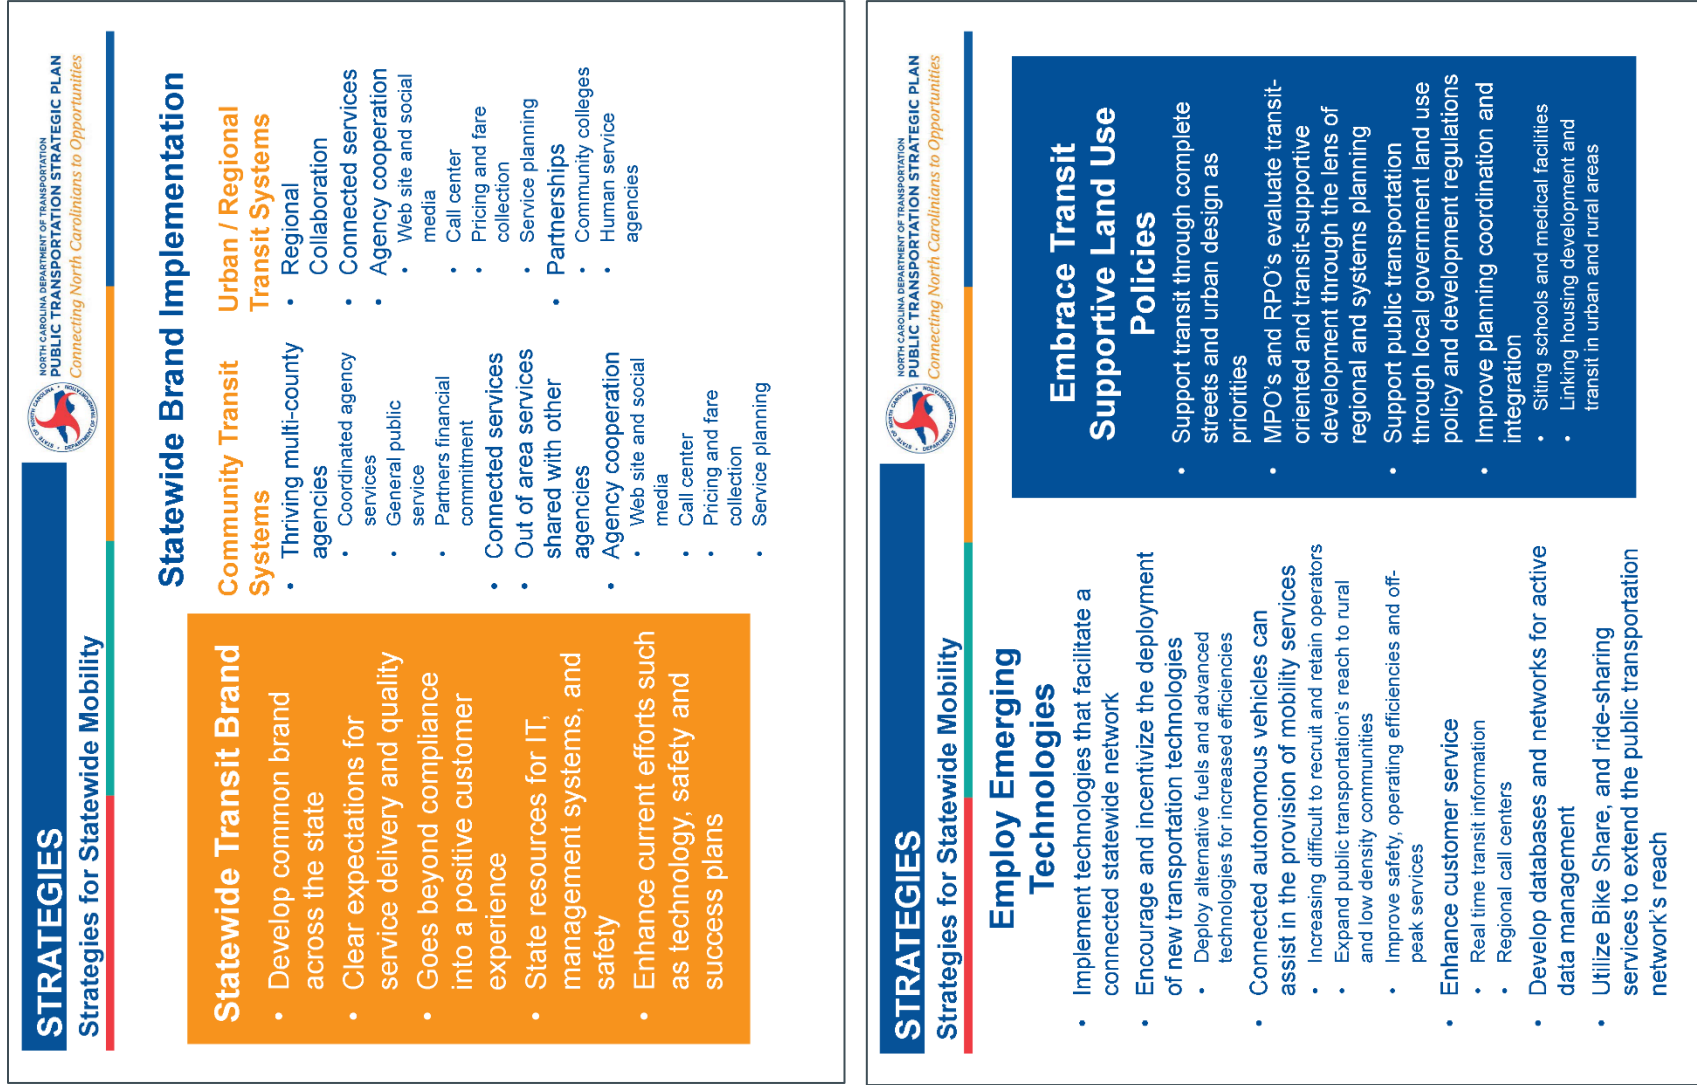 STRATEGIES
Strategies for Statewide Mobility
STATE OF NORTH CAROLINA
DEPARTMENT OF TRANSPORTATION
NORTH CAROLINA DEPARTMENT OF TRANSPORTATION
PUBLIC TRANSPORTATION STRATEGIC PLAN
Connecting North Carolinians to Opportunities
Statewide Transit Brand
• Develop common brand
across the state
• Clear expectations for
service delivery and quality
• Goes beyond compliance
into a positive customer
experience
• State resources for IT,
management systems, and
safety
• Enhance current efforts such
as technology, safety and
success plans
Statewide Brand Implementation
Community Transit
Systems
• Thriving multi-county
agencies
• Coordinated agency
services
• General public
service
• Partners financial
commitment
• Connected services
• Out of area services
shared with other
agencies
• Agency cooperation
• Web site and social
media
• Call center
• Pricing and fare
collection
• Service planning
Urban / Regional
Transit Systems
• Regional
Collaboration
• Connected services
• Agency cooperation
• Web site and social
media
• Call center
• Pricing and fare
collection
• Service planning
• Partnerships
• Community colleges
• Human service
agencies
STRATEGIES
Strategies for Statewide Mobility
STATE OF NORTH CAROLINA
DEPARTMENT OF TRANSPORTATION
NORTH CAROLINA DEPARTMENT OF TRANSPORTATION
PUBLIC TRANSPORTATION STRATEGIC PLAN
Connecting North Carolinians to Opportunities
Employ Emerging
Technologies
• Implement technologies that facilitate a
connected statewide network
• Encourage and incentivize the deployment
of new transportation technologies
• Deploy alternative fuels and advanced
technologies for increased efficiencies
• Connected autonomous vehicles can
assist in the provision of mobility services
• Increasing difficult to recruit and retain operators
• Expand public transportation's reach to rural
and low density communities
• Improve safety, operating efficiencies and off-
peak services
• Enhance customer service
• Real time transit information
• Regional call centers
• Develop databases and networks for active
data management
• Utilize Bike Share, and ride-sharing
services to extend the public transportation
network's reach
Embrace Transit
Supportive Land Use
Policies
• Support transit through complete
streets and urban design as
priorities
• MPO's and RPO's evaluate transit-
oriented and transit-supportive
development through the lens of
regional and systems planning
• Support public transportation
through local government land use
policy and development regulations
• Improve planning coordination and
integration
• Siting schools and medical facilities
• Linking housing development and
transit in urban and rural areas